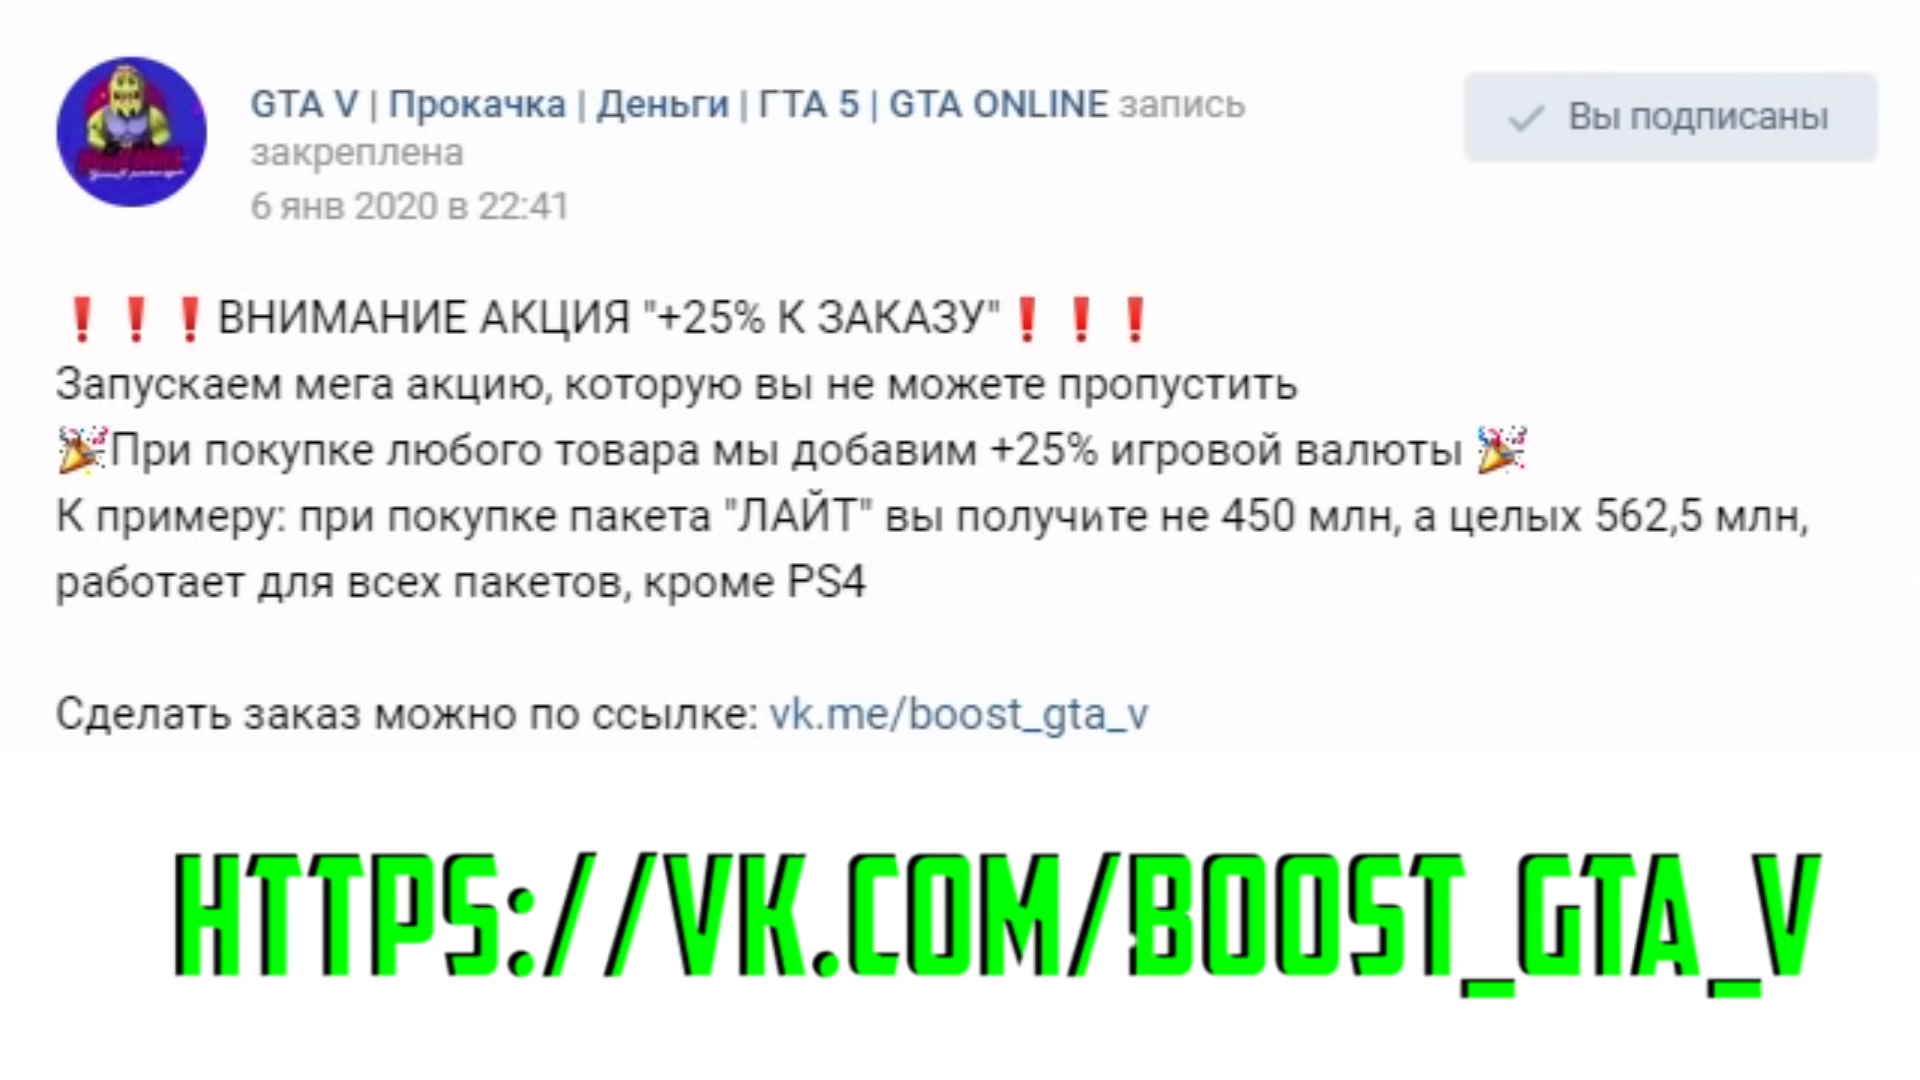 GTA V | Прокачка | Деньги | ГТА 5 | GTA ONLINE запись
закреплена
6 янв 2020 в 22:41
Вы подписаны
❗❗❗ВНИМАНИЕ АКЦИЯ "+25% К ЗАКАЗУ"❗❗❗
Запускаем мега акцию, которую вы не можете пропустить
🎉При покупке любого товара мы добавим +25% игровой валюты 🎉
К примеру: при покупке пакета "ЛАЙТ" вы получите не 450 млн, а целых 562,5 млн,
работает для всех пакетов, кроме PS4
Сделать заказ можно по ссылке: vk.me/boost_gta_v
HTTPS://VK.COM/BOOST_GTA_V